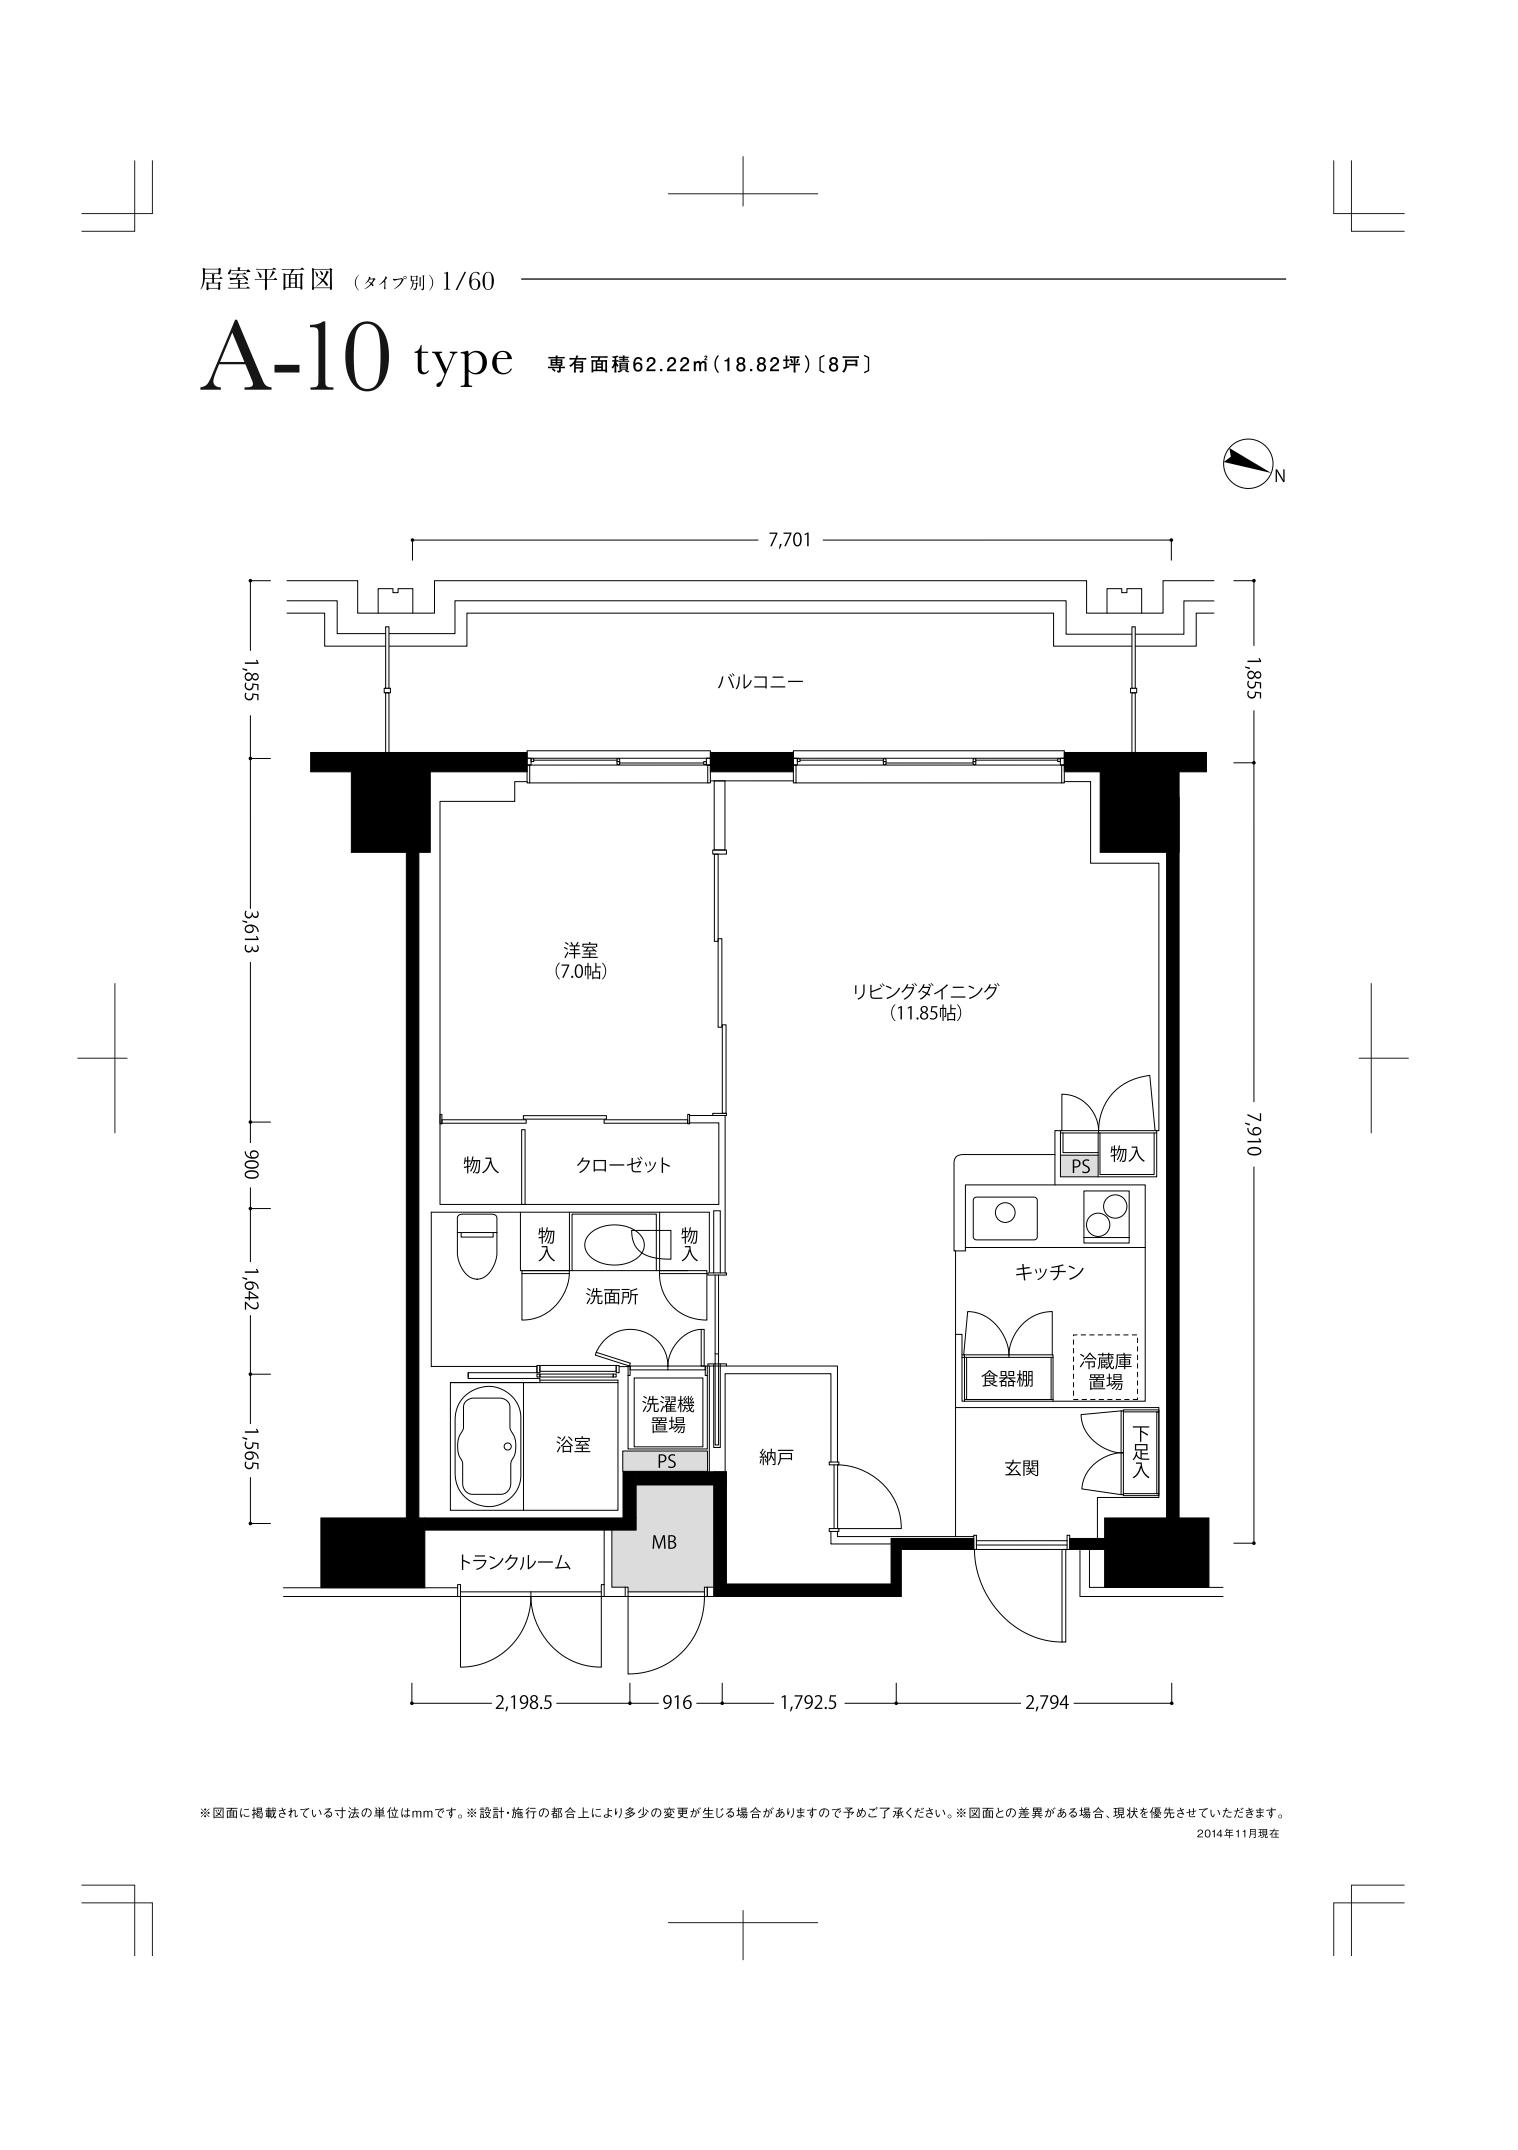 居室平面図 （タイプ別）1/60
A-10 type 専有面積62.22㎡（18.82坪）〔8戸〕
N
7,701
1,855
1,855
バルコニー
3,613
洋室
（7.0帖）
リビングダイニング
（11.85帖）
7,910
900
物入
クローゼット
PS
物入
1,642
物入
物入
洗面所
キッチン
食器棚
冷蔵庫
置場
1,565
浴室
洗濯機
置場
PS
納戸
玄関
下足入
MB
トランクルーム
2,198.5
916
1,792.5
2,794
※図面に掲載されている寸法の単位はmmです。※設計・施行の都合上により多少の変更が生じる場合がありますので予めご了承ください。※図面との差異がある場合、現状を優先させていただきます。
2014年11月現在